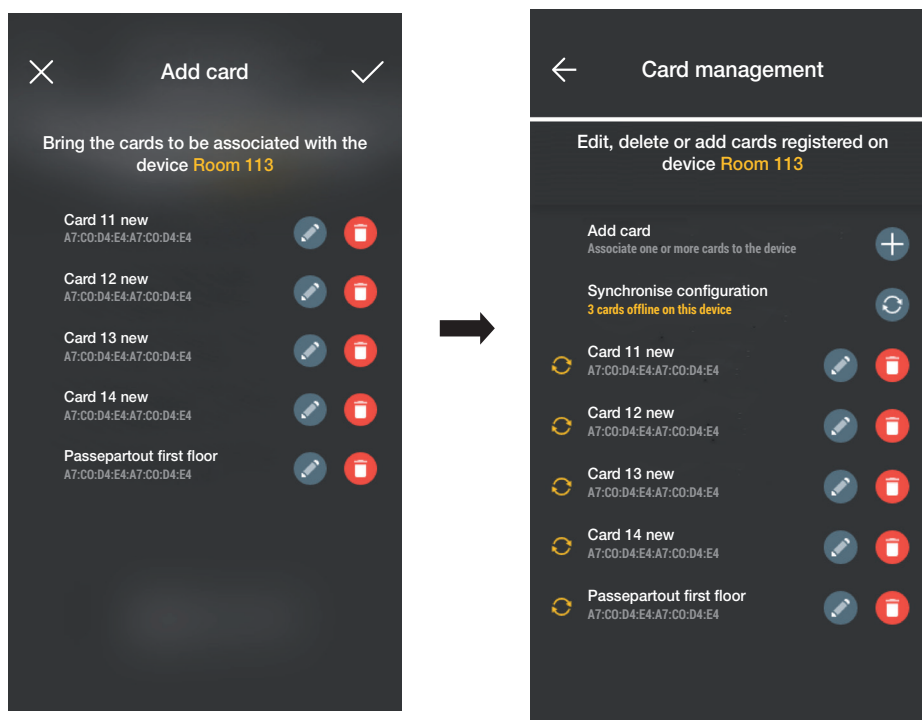 Add card
Bring the cards to be associated with the
device Room 113
Card 11 new
A7:C0:D4:E4:A7:C0:D4:E4
Card 12 new
A7:C0:D4:E4:A7:C0:D4:E4
Card 13 new
A7:C0:D4:E4:A7:C0:D4:E4
Card 14 new
A7:C0:D4:E4:A7:C0:D4:E4
Passepartout first floor
A7:C0:D4:E4:A7:C0:D4:E4
Card management
Edit, delete or add cards registered on
device Room 113
Add card
Associate one or more cards to the device
Synchronise configuration
3 cards offline on this device
Card 11 new
A7:C0:D4:E4:A7:C0:D4:E4
Card 12 new
A7:C0:D4:E4:A7:C0:D4:E4
Card 13 new
A7:C0:D4:E4:A7:C0:D4:E4
Card 14 new
A7:C0:D4:E4:A7:C0:D4:E4
Passepartout first floor
A7:C0:D4:E4:A7:C0:D4:E4